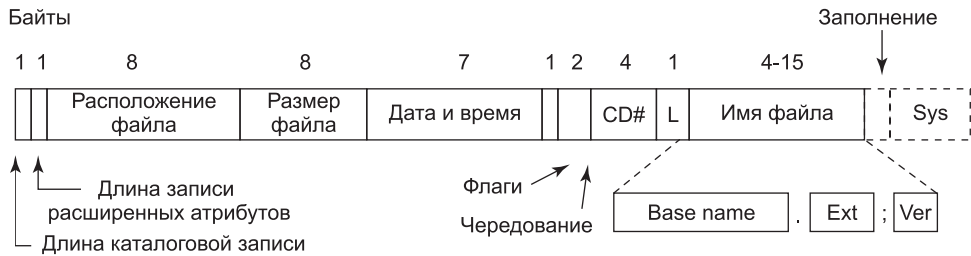 Байты
Заполнение
1 1 8 8 7 1 2 4 1 4-15
Расположение
файла
Размер
файла
Дата и время
CD#
L
Имя файла
Sys
Длина записи
расширенных атрибутов
Длина каталоговой записи
Флаги
Чередование
Base name . Ext ; Ver